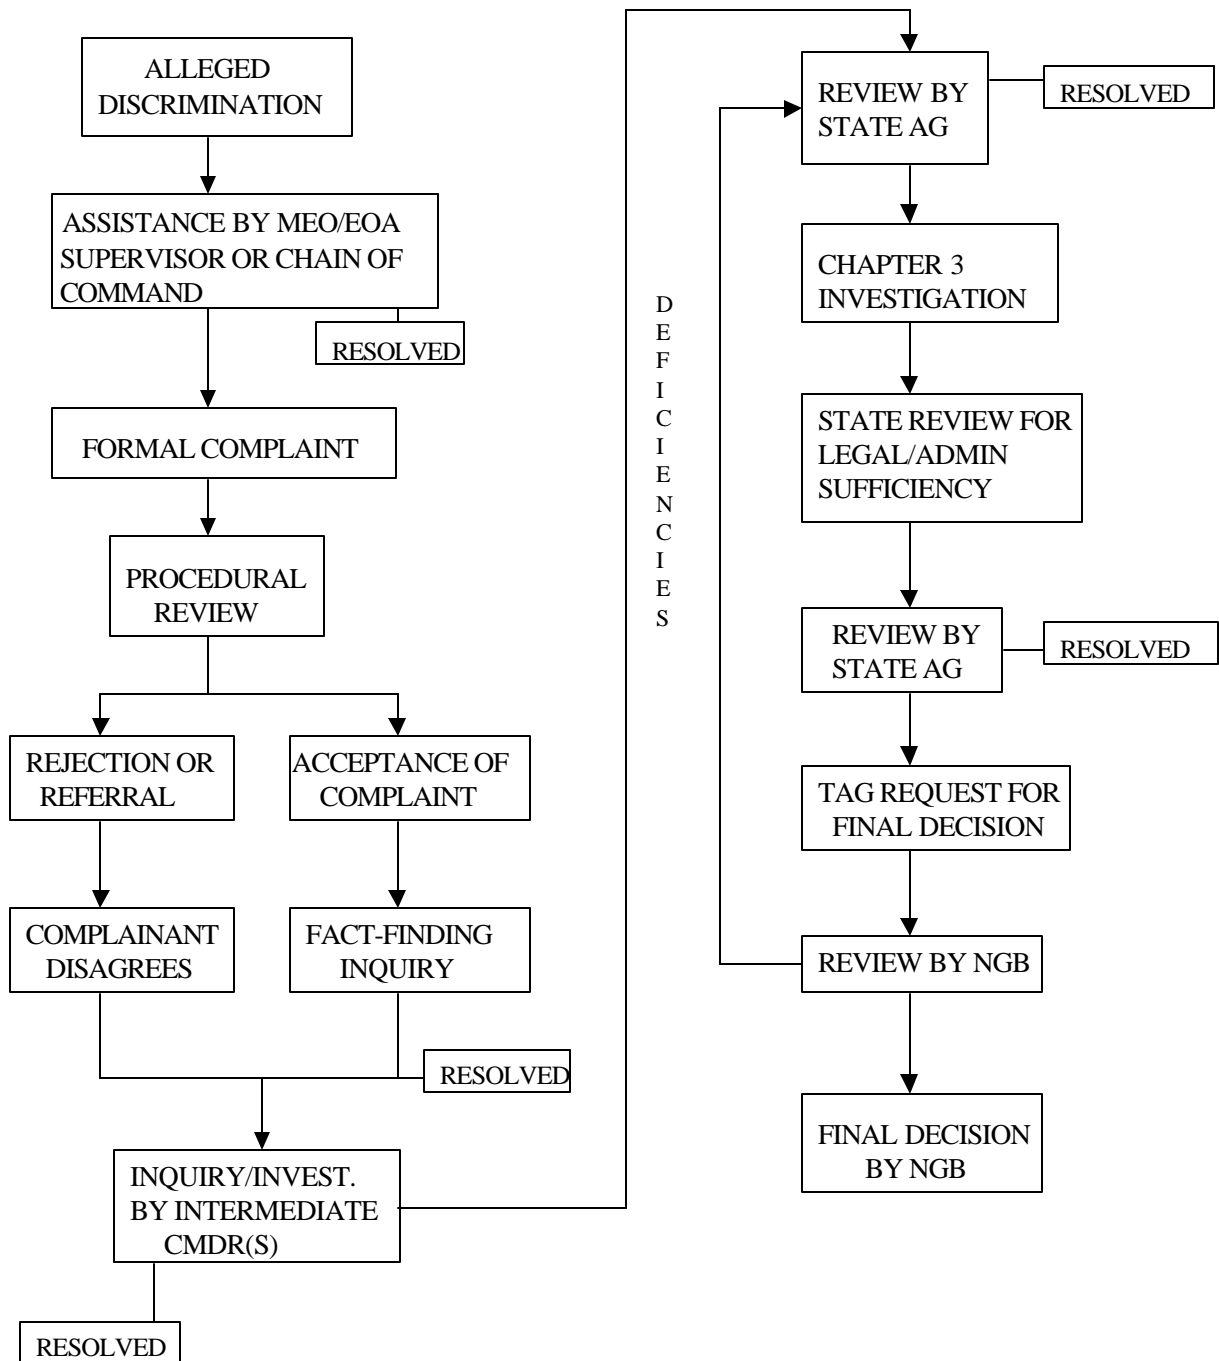 ALLEGED
DISCRIMINATION
ASSISTANCE BY MEO/EOA
SUPERVISOR OR CHAIN OF
COMMAND
RESOLVED
FORMAL COMPLAINT
PROCEDURAL
REVIEW
REJECTION OR
REFERRAL
ACCEPTANCE OF
COMPLAINT
COMPLAINANT
DISAGREES
FACT-FINDING
INQUIRY
RESOLVED
INQUIRY/INVEST.
BY INTERMEDIATE
CMDR(S)
RESOLVED
D
E
F
I
C
I
E
N
C
I
E
S
REVIEW BY
STATE AG
RESOLVED
CHAPTER 3
INVESTIGATION
STATE REVIEW FOR
LEGAL/ADMIN
SUFFICIENCY
REVIEW BY
STATE AG
RESOLVED
TAG REQUEST FOR
FINAL DECISION
REVIEW BY NGB
FINAL DECISION
BY NGB